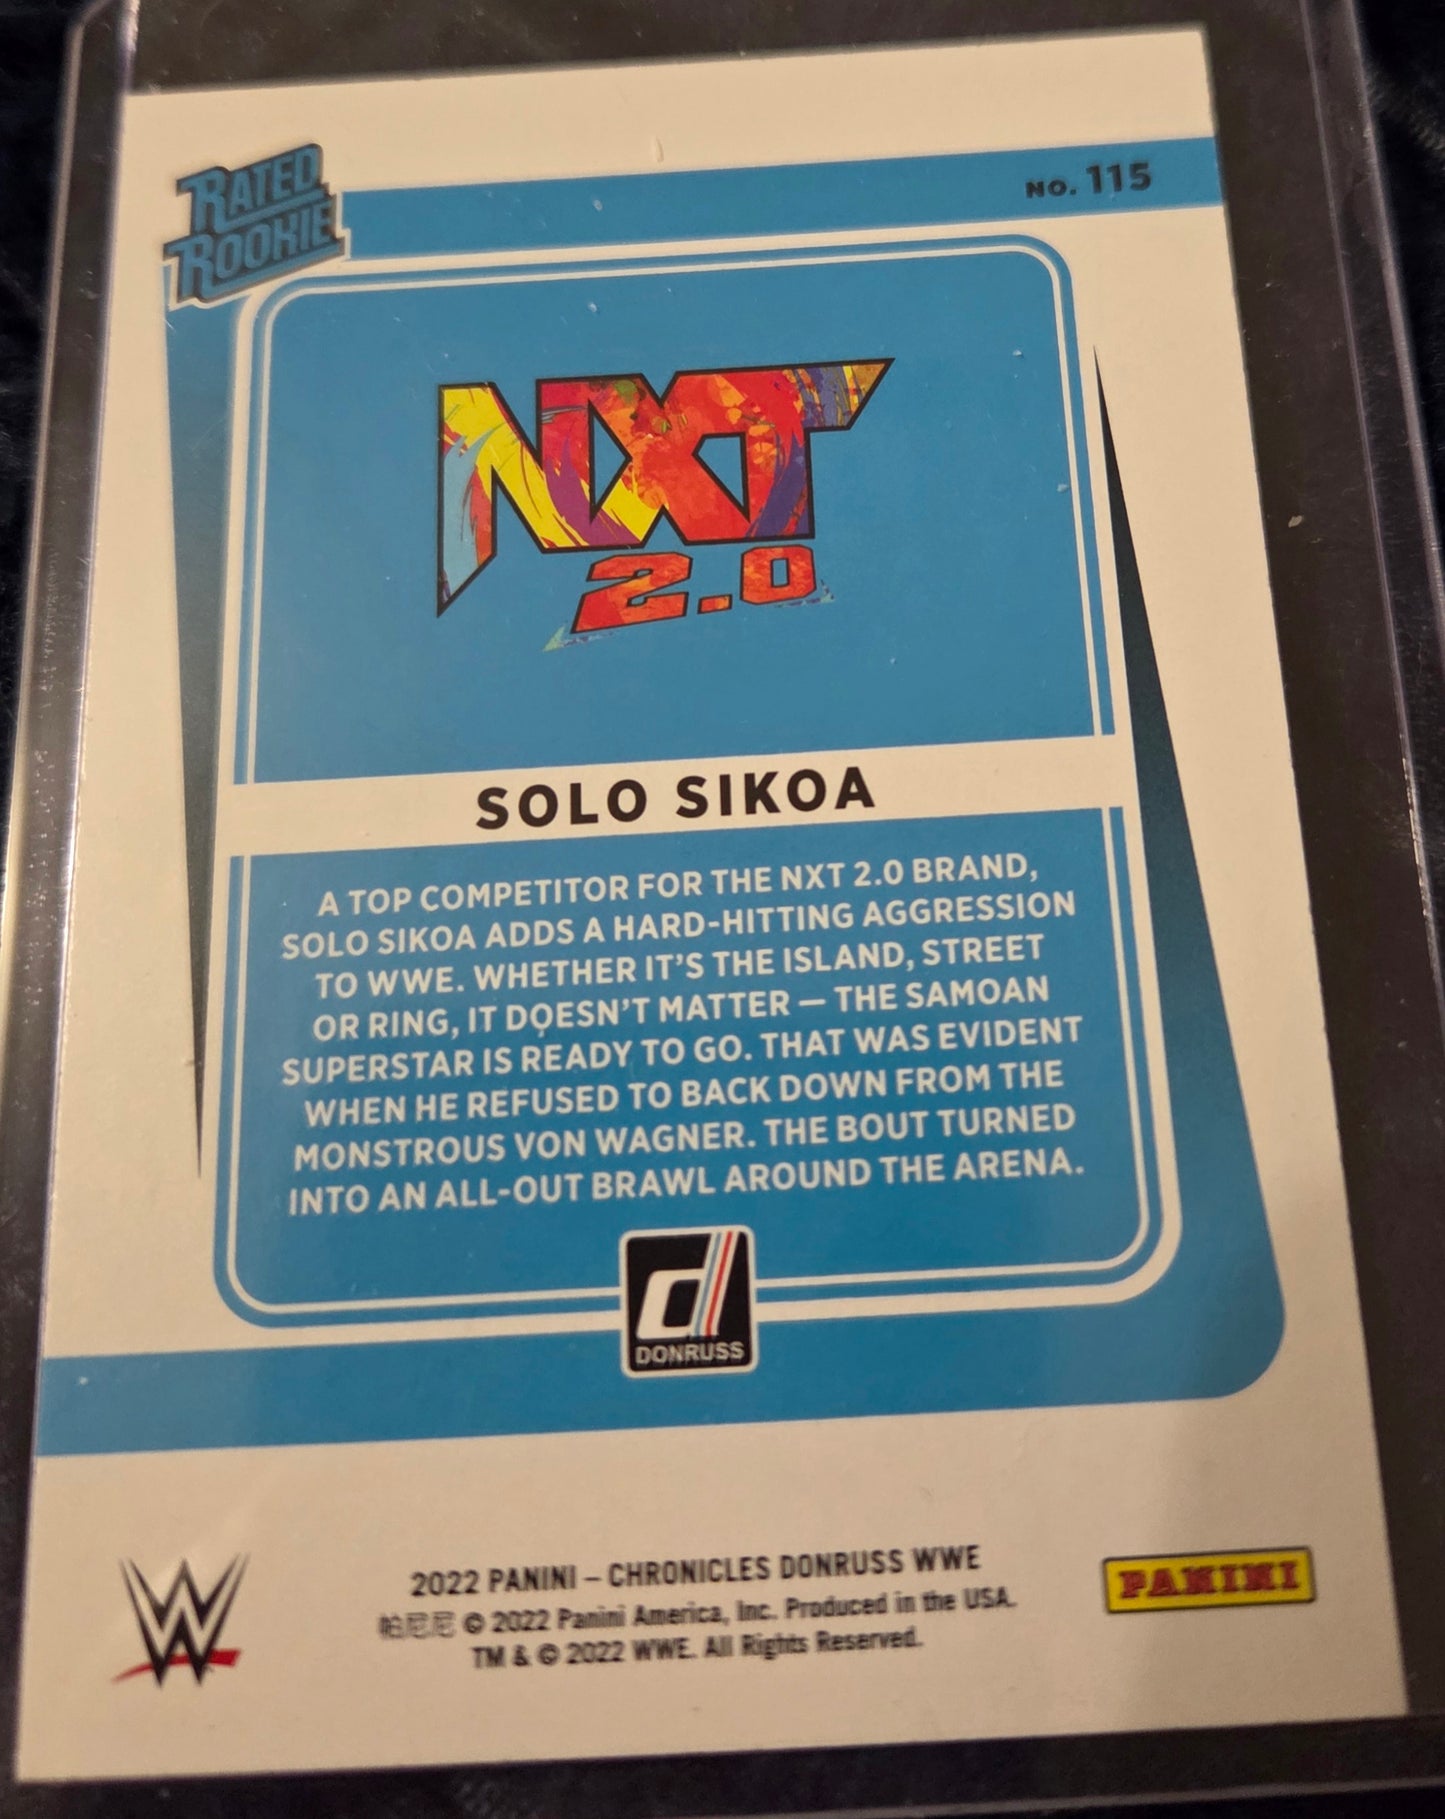 RATED
ROOKIE
NO. 115
NXT
2.0
SOLO SIKOA
A TOP COMPETITOR FOR THE NXT 2.0 BRAND,
SOLO SIKOA ADDS A HARD-HITTING AGGRESSION
TO WWE. WHETHER IT'S THE ISLAND, STREET
OR RING, IT DOESN'T MATTER — THE SAMOAN
SUPERSTAR IS READY TO GO. THAT WAS EVIDENT
WHEN HE REFUSED TO BACK DOWN FROM THE
MONSTROUS VON WAGNER. THE BOUT TURNED
INTO AN ALL-OUT BRAWL AROUND THE ARENA.
d
DONRUSS
W
2022 PANINI – CHRONICLES DONRUSS WWE
帕尼尼 © 2022 Panini America, Inc. Produced in the USA.
TM & © 2022 WWE. All Rights Reserved.
PANINI